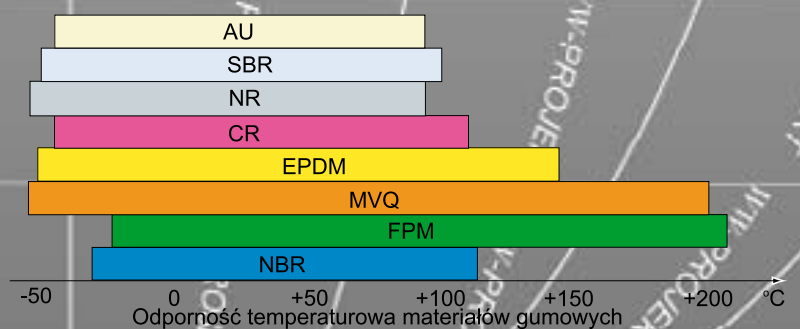 AU
SBR
NR
CR
EPDM
MVQ
FPM
NBR
-50 0 +50 +100 +150 +200 °C
Odporność temperaturowa materiałów gumowych